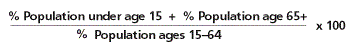 % Population under age 15 + % Population age 65+
% Population ages 15–64 x 100